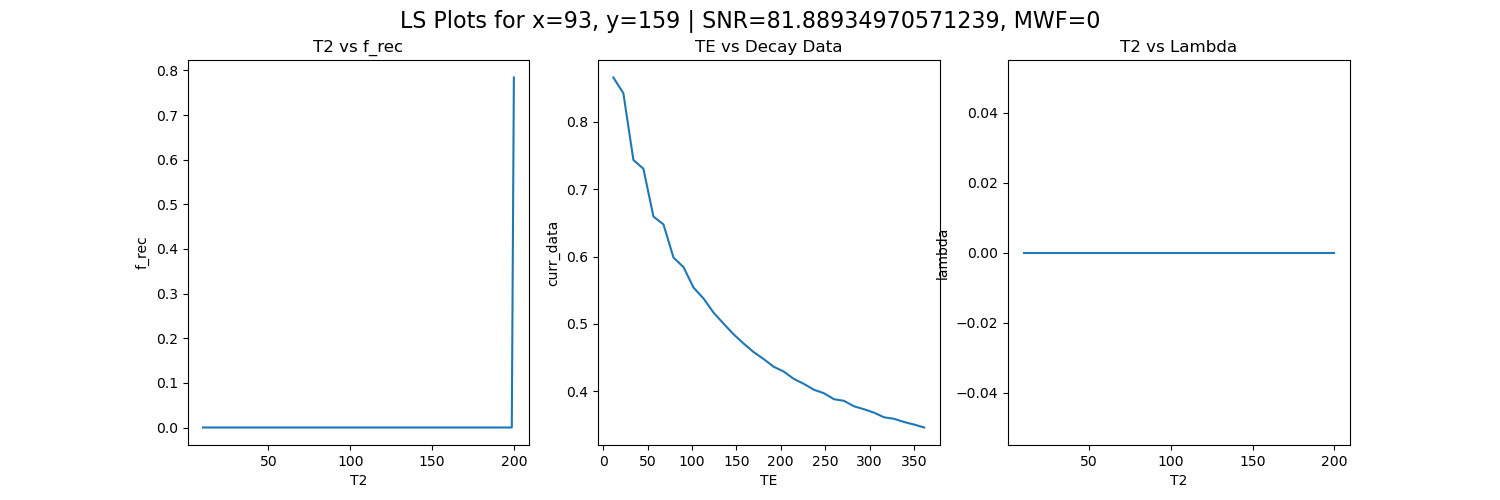 LS Plots for x=93, y=159 | SNR=81.88934970571239, MWF=0
T2 vs f_rec
0.8
0.7
0.6
0.5
0.4
0.3
0.2
0.1
0.0
f_rec
50 100 150 200
T2
TE vs Decay Data
0.8
0.7
0.6
0.5
0.4
curr_data
0 50 100 150 200 250 300 350
TE
T2 vs Lambda
0.04
0.02
0.00
−0.02
−0.04
lambda
50 100 150 200
T2